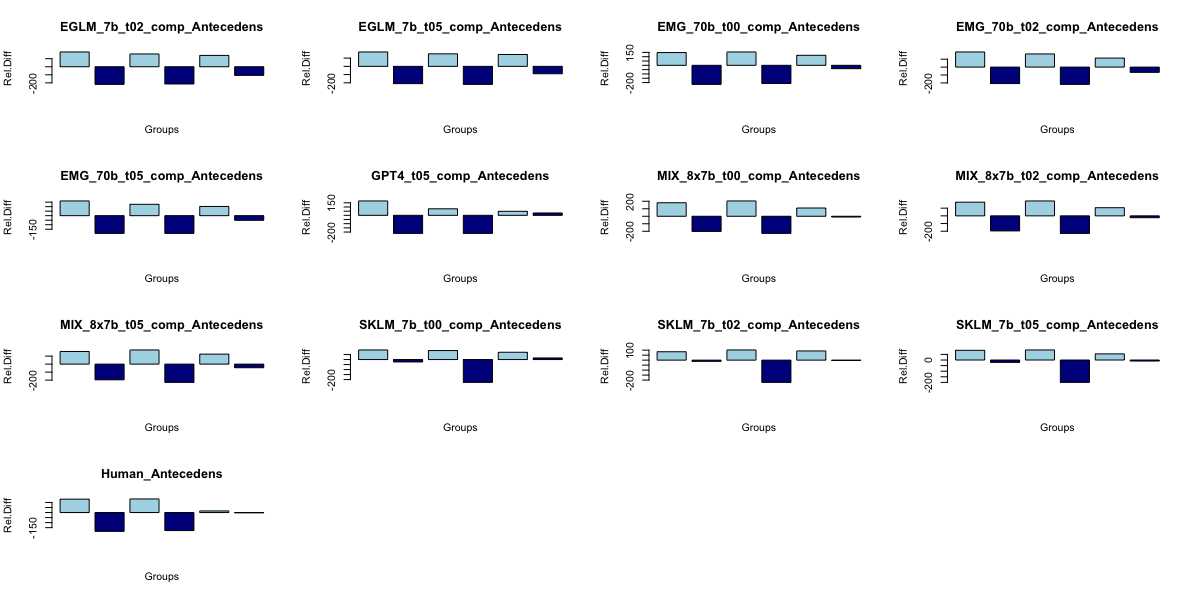 EGLM_7b_t02_comp_Antecedens
Rel.Diff
-200
Groups
EGLM_7b_t05_comp_Antecedens
Rel.Diff
-200
Groups
EMG_70b_t00_comp_Antecedens
Rel.Diff
150
-200
Groups
EMG_70b_t02_comp_Antecedens
Rel.Diff
-200
Groups
EMG_70b_t05_comp_Antecedens
Rel.Diff
-150
Groups
GPT4_t05_comp_Antecedens
Rel.Diff
150
-200
Groups
MIX_8x7b_t00_comp_Antecedens
Rel.Diff
200
-200
Groups
MIX_8x7b_t02_comp_Antecedens
Rel.Diff
-200
Groups
MIX_8x7b_t05_comp_Antecedens
Rel.Diff
-200
Groups
SKLM_7b_t00_comp_Antecedens
Rel.Diff
-200
Groups
SKLM_7b_t02_comp_Antecedens
Rel.Diff
100
-200
Groups
SKLM_7b_t05_comp_Antecedens
Rel.Diff
0
-200
Groups
Human_Antecedens
Rel.Diff
-150
Groups